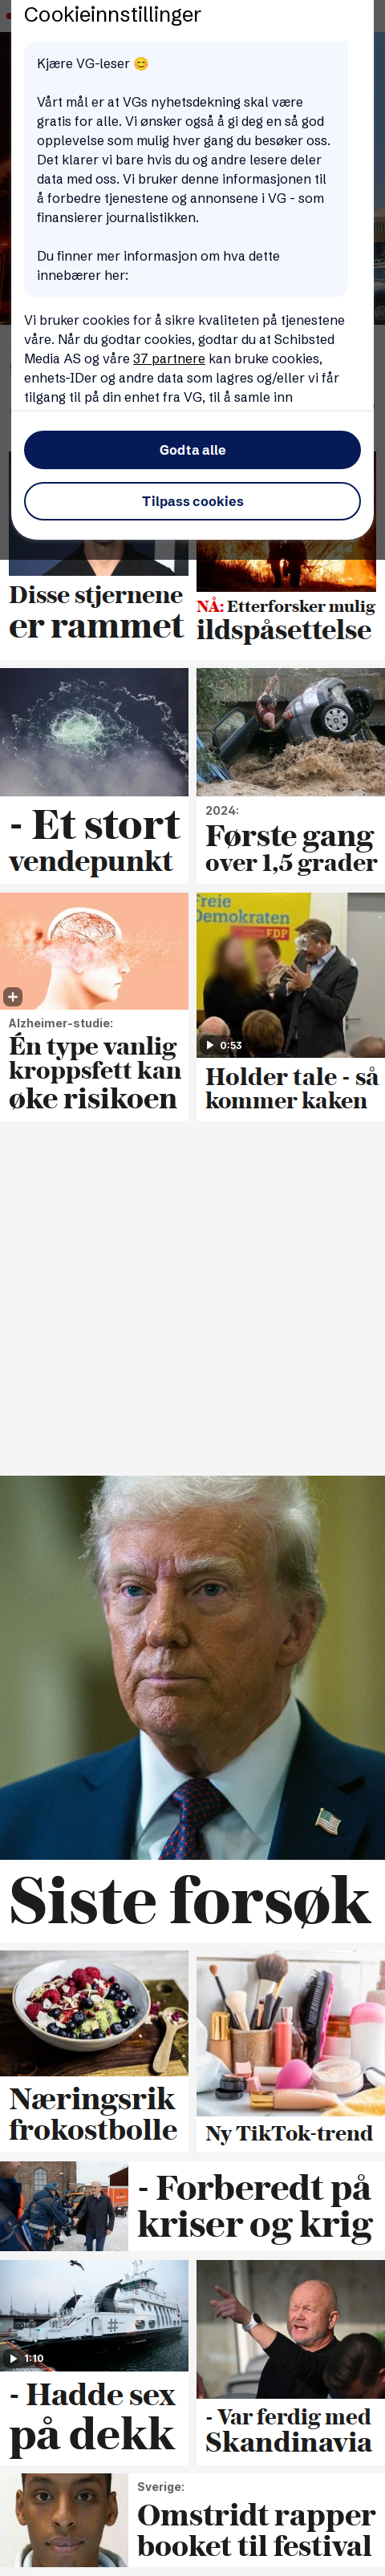 Cookieinnstillinger
Kjære VG-leser 😊
Vårt mål er at VGs nyhetsdekning skal være
gratis for alle. Vi ønsker også å gi deg en så god
opplevelse som mulig hver gang du besøker oss.
Det klarer vi bare hvis du og andre lesere deler
data med oss. Vi bruker denne informasjonen til
å forbedre tjenestene og annonsene i VG - som
finansierer journalistikken.
Du finner mer informasjon om hva dette
innebærer her:
Vi bruker cookies for å sikre kvaliteten på tjenestene
våre. Når du godtar cookies, godtar du at Schibsted
Media AS og våre 37 partnere kan bruke cookies,
enhets-IDer og andre data som lagres og/eller vi får
tilgang til på din enhet fra VG, til å samle inn
Godta alle
Tilpass cookies
Disse stjernene
er rammet
NÅ: Etterforsker mulig
ildspåsettelse
- Et stort
vendepunkt
2024:
Første gang
over 1,5 grader
Alzheimer-studie:
Én type vanlig
kroppsfett kan
øke risikoen
Freie
Demokraten
FDP
0:53
Holder tale - så
kommer kaken
Siste forsøk
Næringsrik
frokostbolle
Ny TikTok-trend
- Forberedt på
kriser og krig
1:10
- Hadde sex
på dekk
- Var ferdig med
Skandinavia
Sverige:
Omstridt rapper
booket til festival